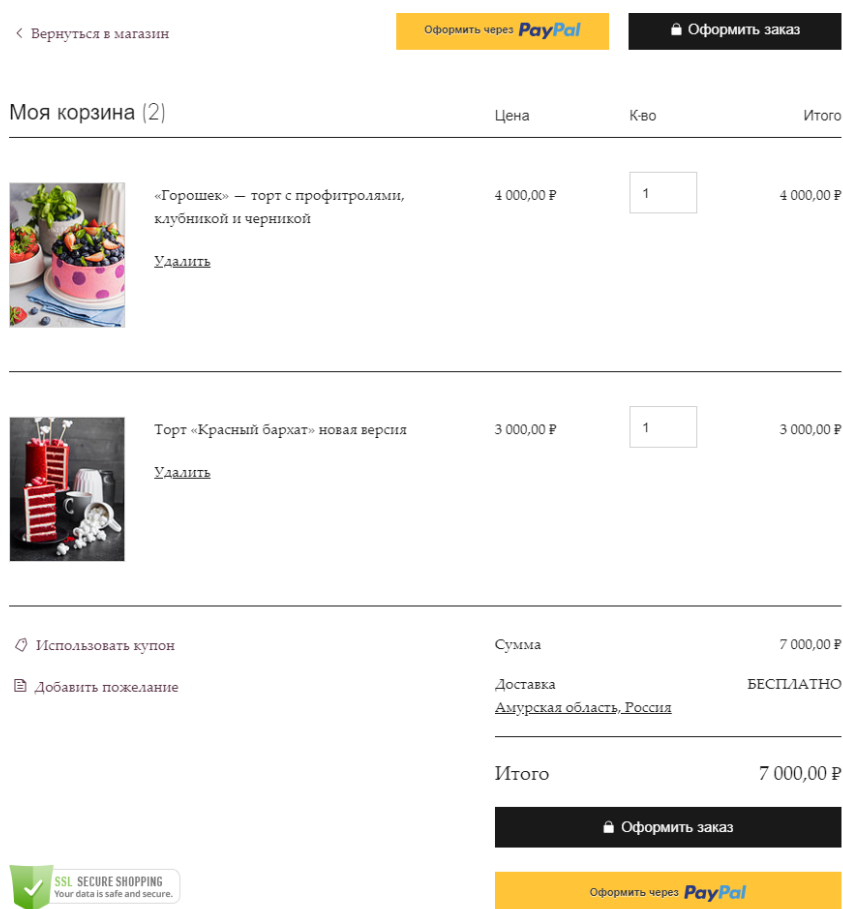 Вернуться в магазин
Оформить через PayPal
Оформить заказ
Моя корзина (2)
Цена
К-во
Итого
«Горошек» — торт с профитролями,
клубникой и черникой
4 000,00 ₽
1
4 000,00 ₽
Удалить
Торт «Красный бархат» новая версия
3 000,00 ₽
1
3 000,00 ₽
Удалить
Использовать купон
Добавить пожелание
Сумма
7 000,00 ₽
Доставка
БЕСПЛАТНО
Амурская область, Россия
Итого
7 000,00 ₽
Оформить заказ
SSL SECURE SHOPPING
Your data is safe and secure.
Оформить через PayPal